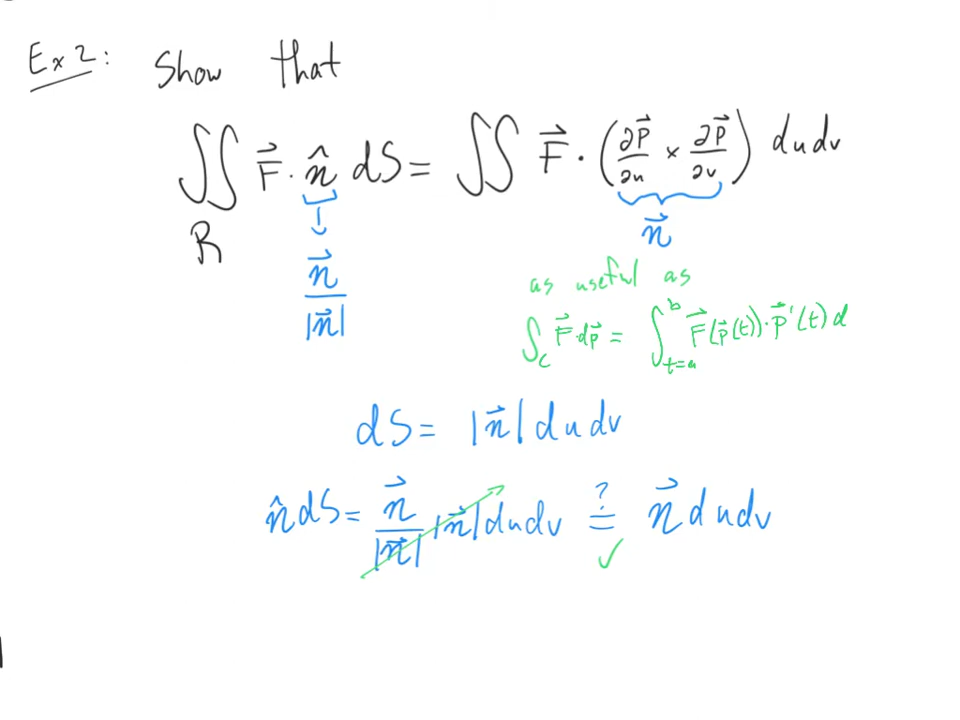 Ex 2: Show that
∬_R F⃗ · n̂ dS = ∬ F⃗ · (∂p⃗/∂u × ∂p⃗/∂v) du dv
n⃗/|n⃗|
n⃗
as useful as
∫_C F⃗ · dp⃗ = ∫_{t=a}^{b} F⃗(p⃗(t)) · p⃗'(t) d
dS = |n⃗| du dv
n̂ dS = n⃗/|n⃗| |n⃗| du dv ?= n⃗ du dv
✓